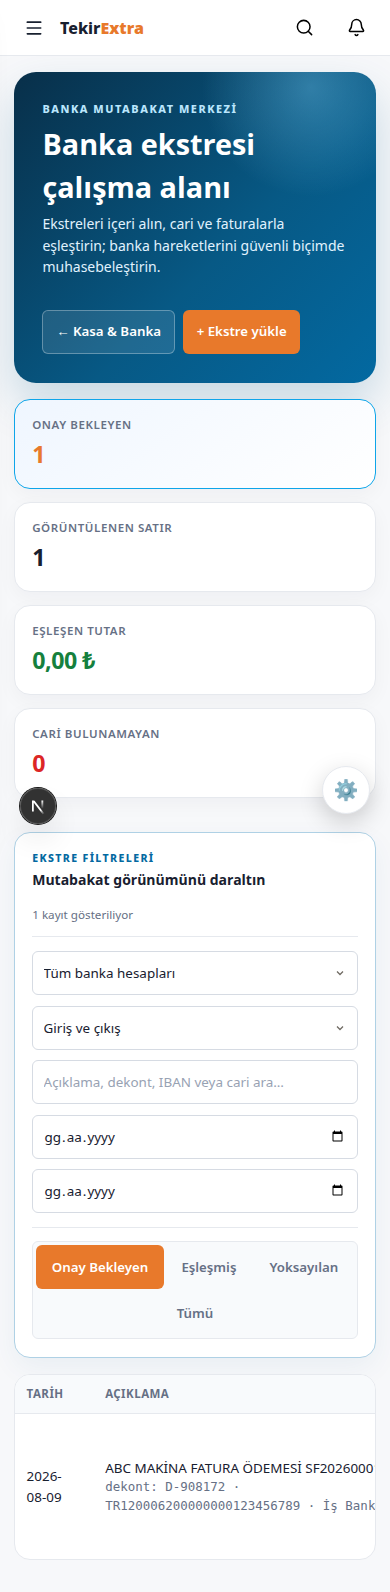 TekirExtra
BANKA MUTABAKAT MERKEZİ
Banka ekstresi
çalışma alanı
Ekstreleri içeri alın, cari ve faturalarla
eşleştirin; banka hareketlerini güvenli biçimde
muhasebeleştirin.
← Kasa & Banka + Ekstre yükle
ONAY BEKLEYEN
1
GÖRÜNTÜLENEN SATIR
1
EŞLEŞEN TUTAR
0,00 ₺
CARİ BULUNAMAYAN
0
N
EKSTRE FİLTRELERİ
Mutabakat görünümünü daraltın
1 kayıt gösteriliyor
Tüm banka hesapları
Giriş ve çıkış
Açıklama, dekont, IBAN veya cari ara...
gg.aa.yyyy
gg.aa.yyyy
Onay Bekleyen Eşleşmiş Yoksayılan
Tümü
TARİH AÇIKLAMA
2026-
08-09
ABC MAKİNA FATURA ÖDEMESİ SF2026000
dekont: D-908172 ·
TR120006200000000123456789 · İş Bank